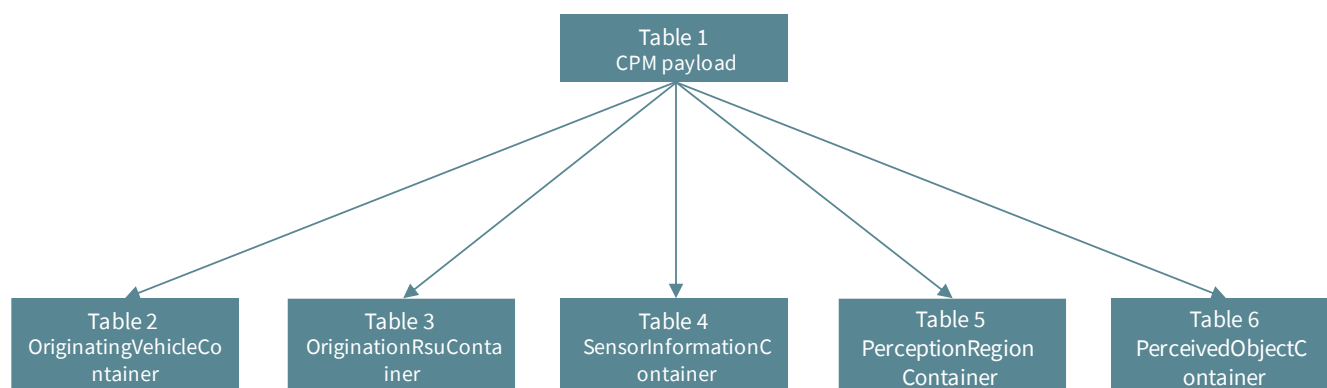 Table 1
CPM payload
Table 2
OriginatingVehicleCo
ntainer
Table 3
OriginationRsuConta
iner
Table 4
SensorInformationC
ontainer
Table 5
PerceptionRegion
Container
Table 6
PerceivedObjectC
ontainer